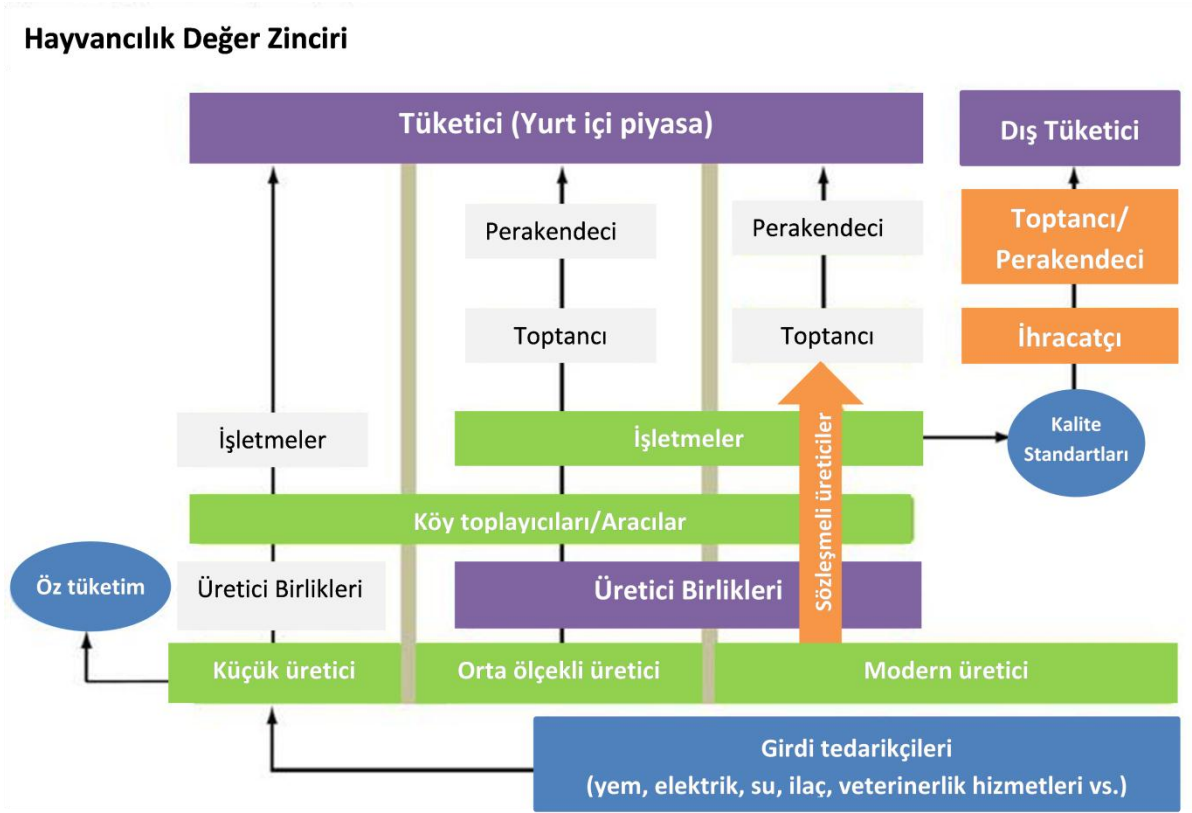 Hayvancılık Değer Zinciri
Tüketici (Yurt içi piyasa)
Dış Tüketici
Perakendeci
Perakendeci
Toptancı/
Perakendeci
Toptancı
Toptancı
İhracatçı
İşletmeler
İşletmeler
Kalite
Standartları
Sözleşmeli üreticiler
Köy toplayıcıları/Aracılar
Öz tüketim
Üretici Birlikleri
Üretici Birlikleri
Küçük üretici
Orta ölçekli üretici
Modern üretici
Girdi tedarikçileri
(yem, elektrik, su, ilaç, veterinerlik hizmetleri vs.)